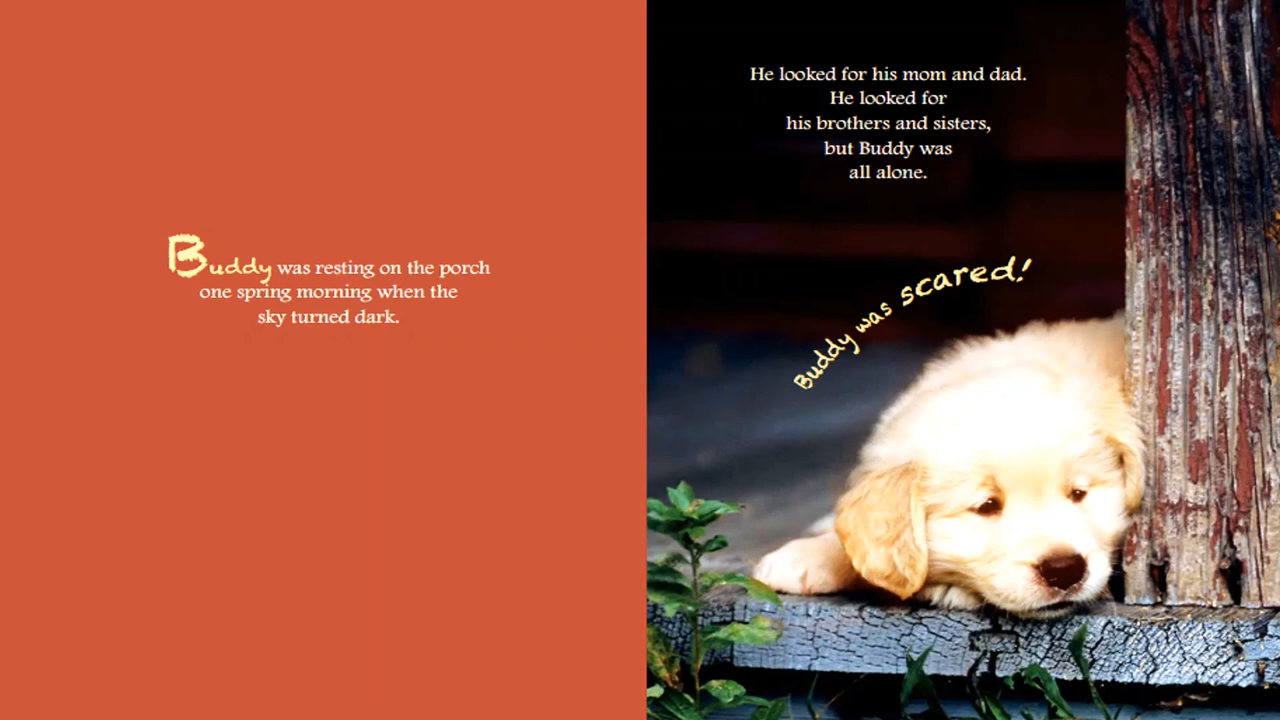 Buddy was resting on the porch
one spring morning when the
sky turned dark.
He looked for his mom and dad.
He looked for
his brothers and sisters,
but Buddy was
all alone.
Buddy was scared!